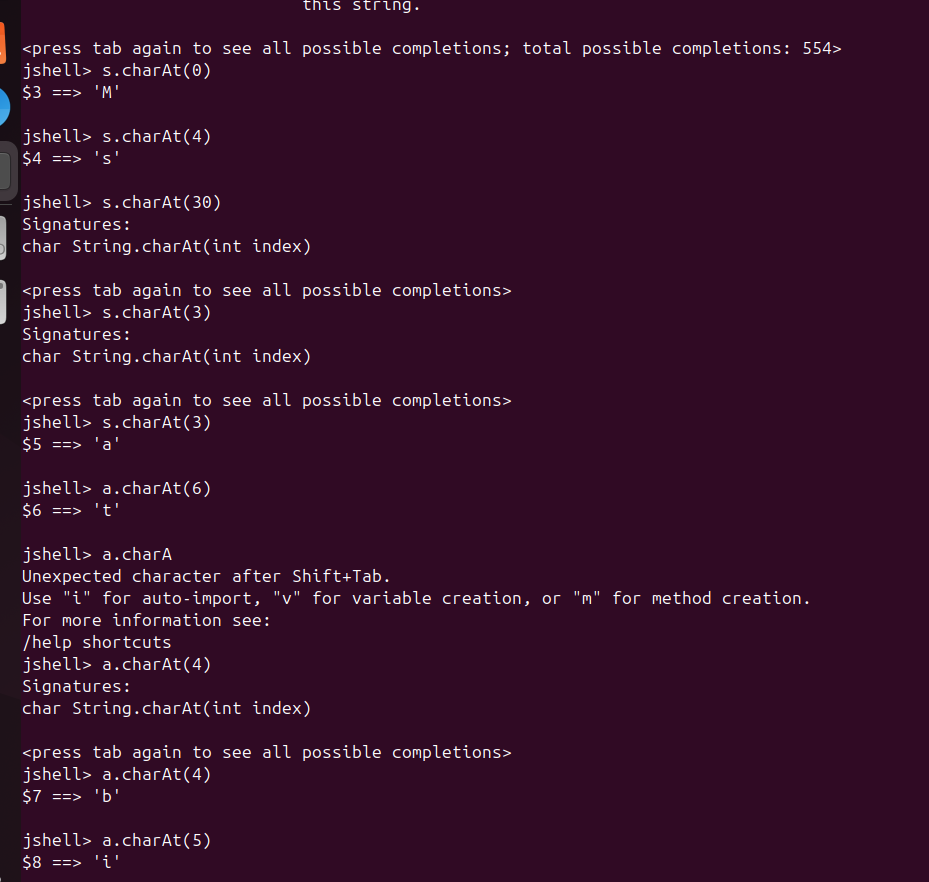 this string.
<press tab again to see all possible completions; total possible completions: 554>
jshell> s.charAt(0)
$3 ==> 'M'
jshell> s.charAt(4)
$4 ==> 's'
jshell> s.charAt(30)
Signatures:
char String.charAt(int index)
<press tab again to see all possible completions>
jshell> s.charAt(3)
Signatures:
char String.charAt(int index)
<press tab again to see all possible completions>
jshell> s.charAt(3)
$5 ==> 'a'
jshell> a.charAt(6)
$6 ==> 't'
jshell> a.charA
Unexpected character after Shift+Tab.
Use "i" for auto-import, "v" for variable creation, or "m" for method creation.
For more information see:
/help shortcuts
jshell> a.charAt(4)
Signatures:
char String.charAt(int index)
<press tab again to see all possible completions>
jshell> a.charAt(4)
$7 ==> 'b'
jshell> a.charAt(5)
$8 ==> 'i'